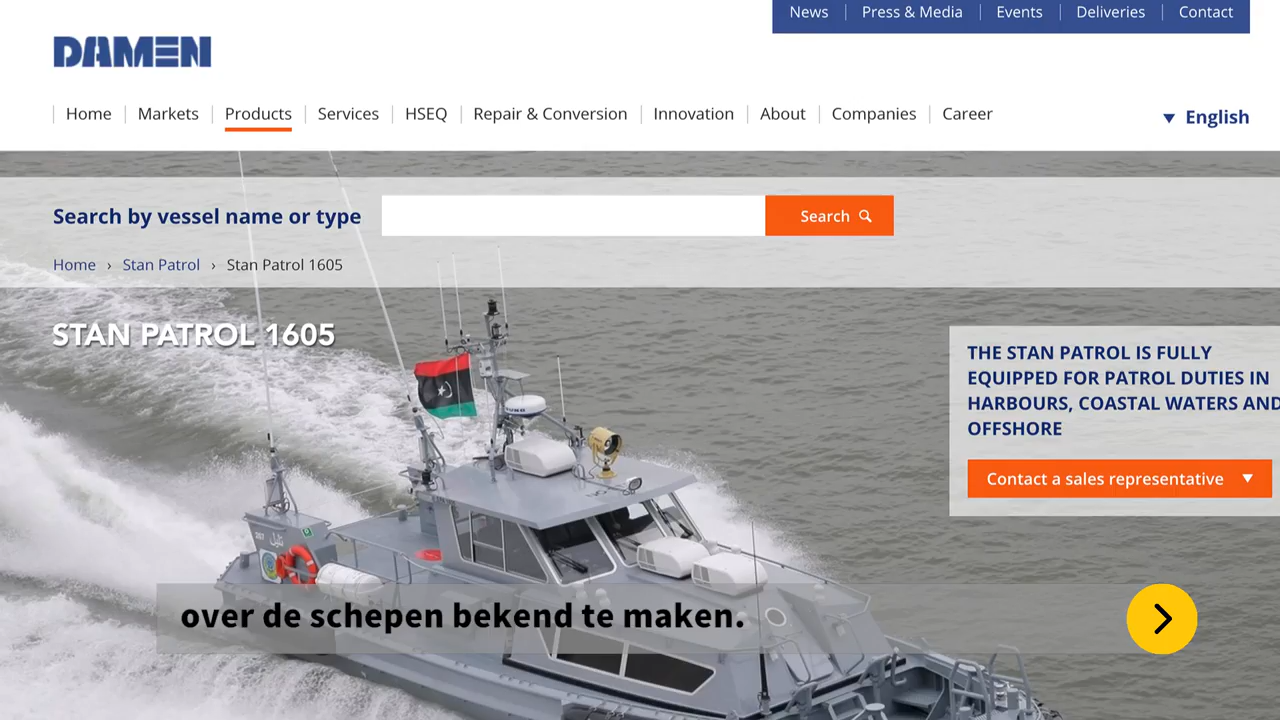 News
Press & Media
Events
Deliveries
Contact
DAMEN
Home
Markets
Products
Services
HSEQ
Repair & Conversion
Innovation
About
Companies
Career
English
Search by vessel name or type
Search
Home › Stan Patrol › Stan Patrol 1605
STAN PATROL 1605
THE STAN PATROL IS FULLY
EQUIPPED FOR PATROL DUTIES IN
HARBOURS, COASTAL WATERS AND
OFFSHORE
Contact a sales representative
over de schepen bekend te maken.